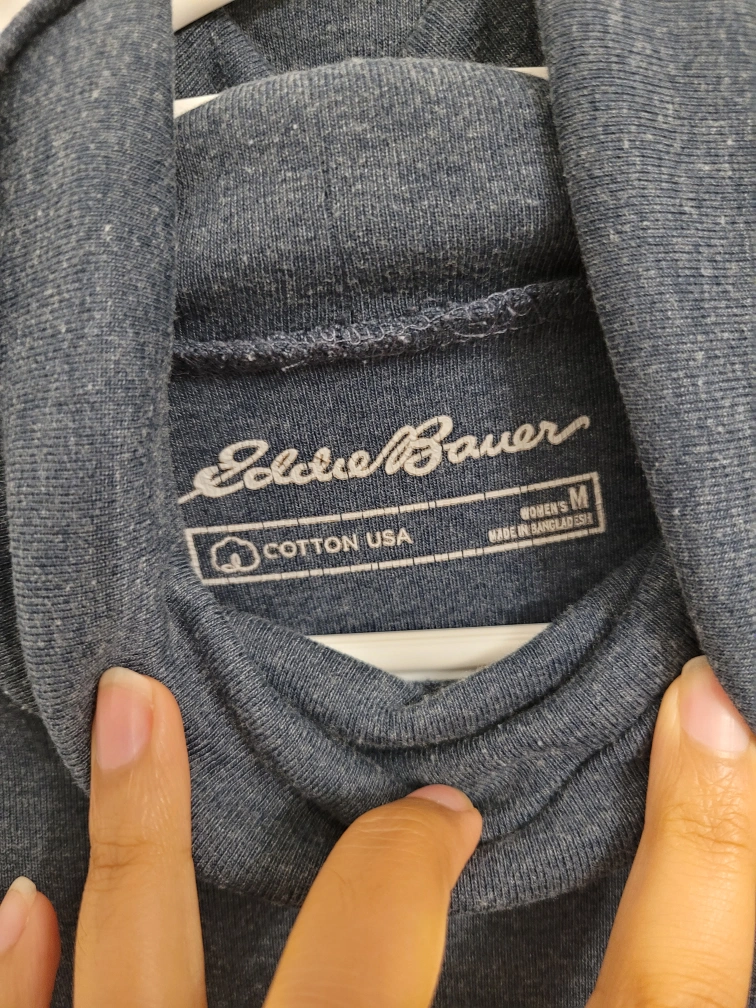 Eddie Bauer
COTTON USA
WOMEN'S M
MADE IN BANGLADESH